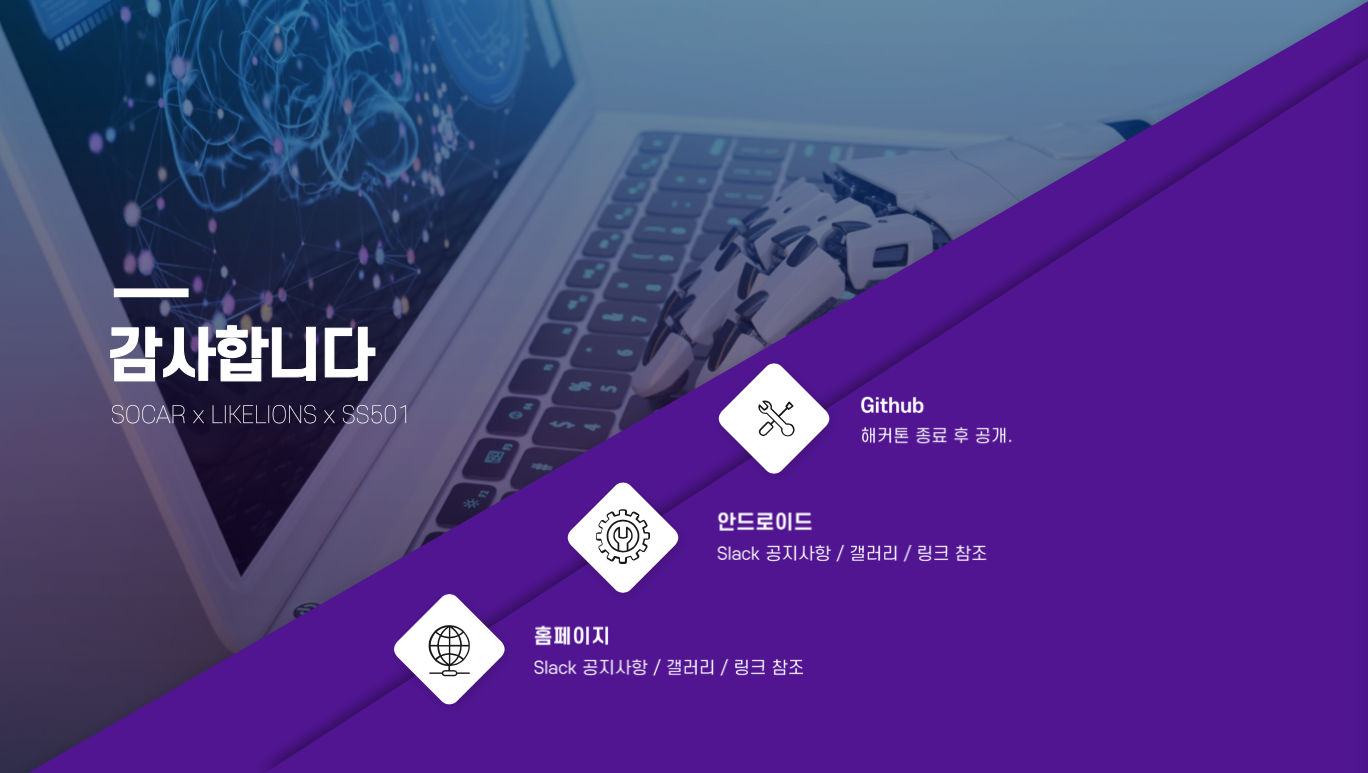 감사합니다
SOCAR x LIKELIONS x SS501
Github
해커톤 종료 후 공개.
안드로이드
Slack 공지사항 / 갤러리 / 링크 참조
홈페이지
Slack 공지사항 / 갤러리 / 링크 참조